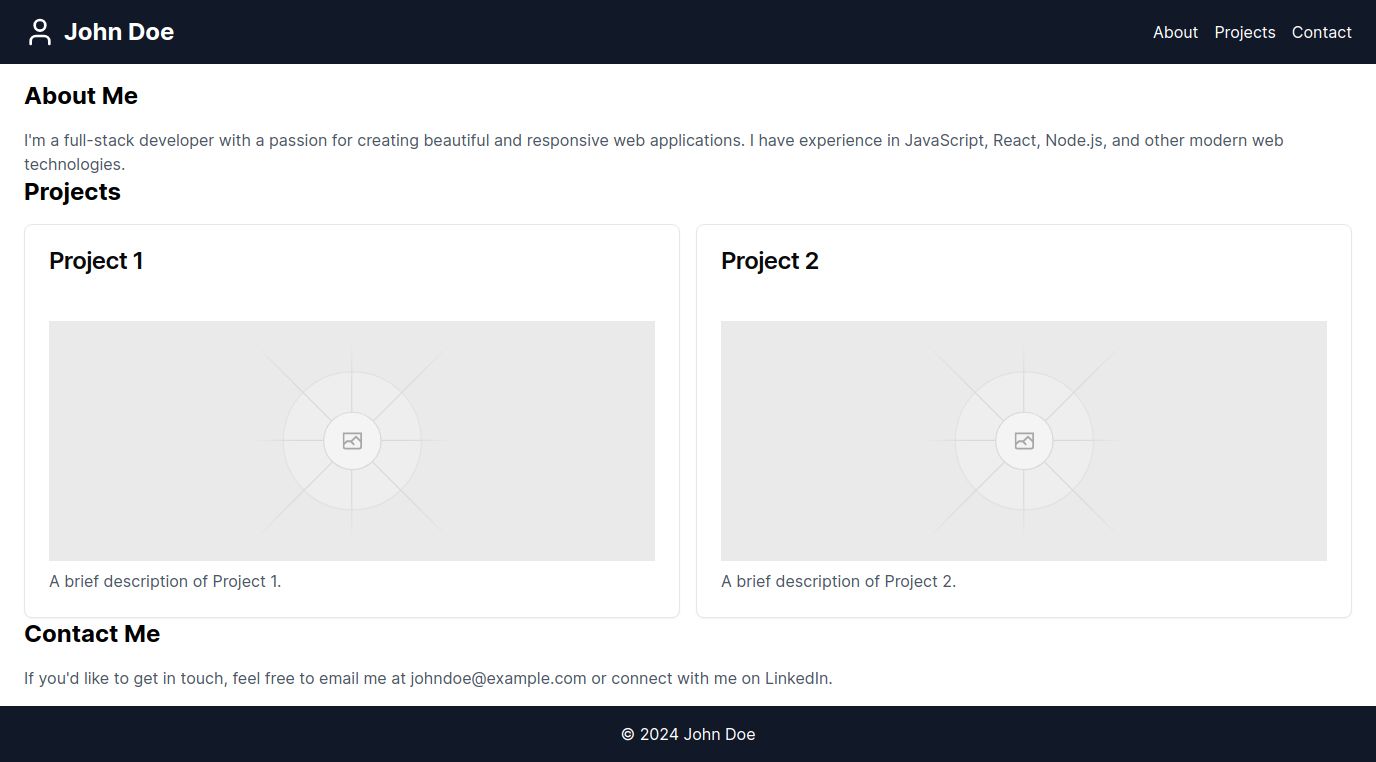 John Doe
About Projects Contact
About Me
I'm a full-stack developer with a passion for creating beautiful and responsive web applications. I have experience in JavaScript, React, Node.js, and other modern web
technologies.
Projects
Project 1
A brief description of Project 1.
Project 2
A brief description of Project 2.
Contact Me
If you'd like to get in touch, feel free to email me at johndoe@example.com or connect with me on LinkedIn.
© 2024 John Doe